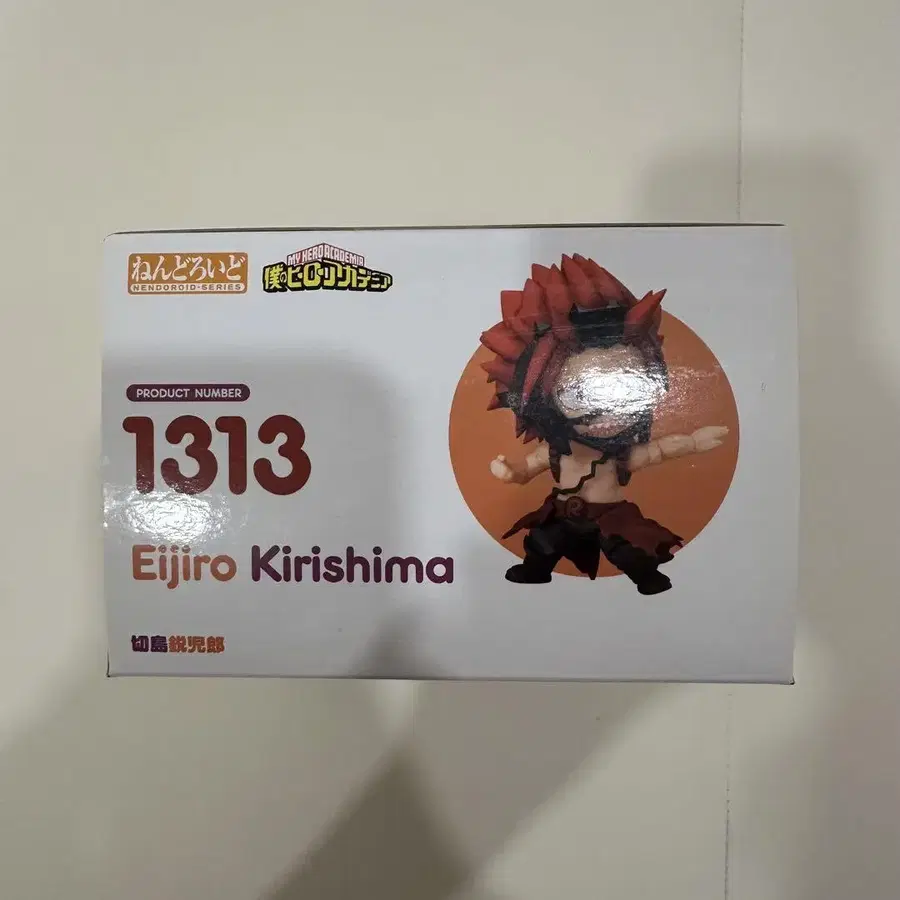 ねんどろいど
NENDOROID-SERIES
MY HERO ACADEMIA
僕のヒーローアカデミア
PRODUCT NUMBER
1313
Eijiro Kirishima
切島鋭児郎